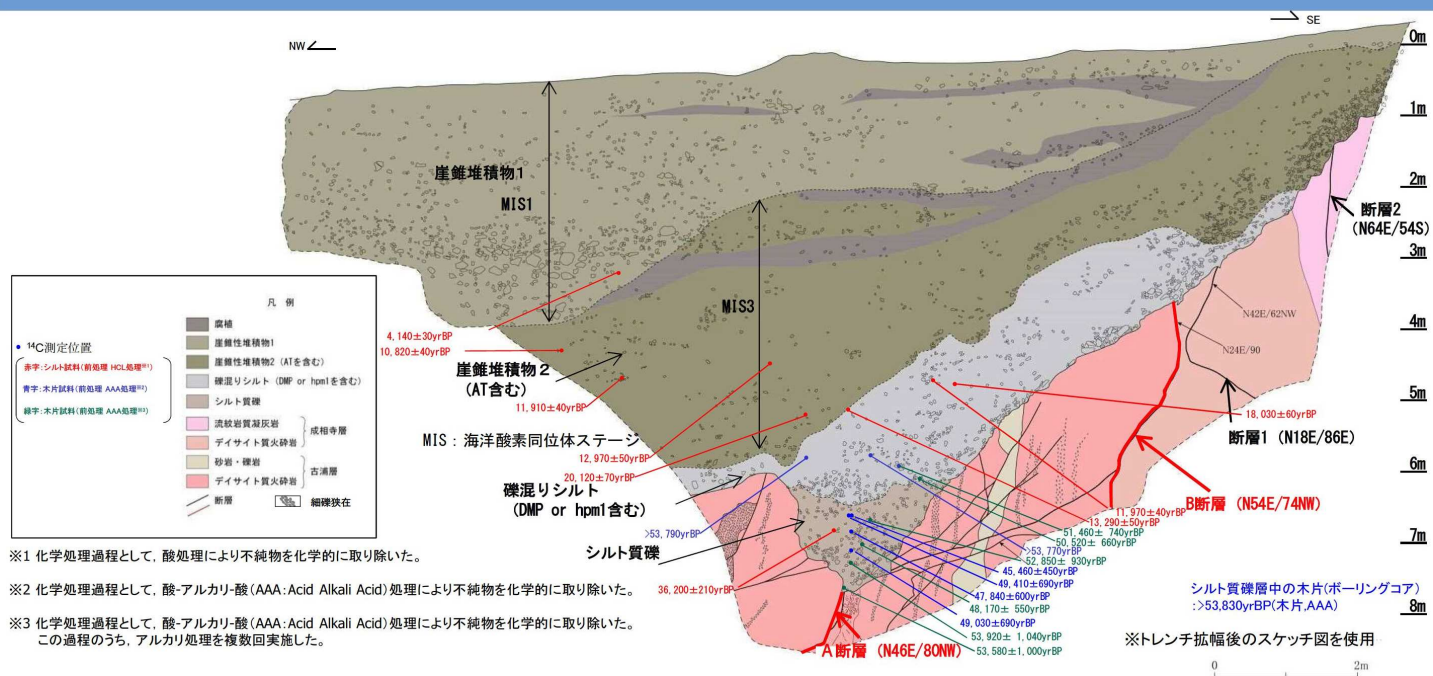 NW
SE
0m
1m
2m
3m
4m
5m
6m
7m
8m
崖錐堆積物1
MIS1
MIS3
断層2
(N64E/54S)
N42E/62NW
N24E/90
凡 例
腐植
崖錐性堆積物1
崖錐性堆積物2 (ATを含む)
礫混りシルト (DMP or hpm1を含む)
シルト質礫
流紋岩質凝灰岩
デイサイト質火砕岩
成相寺層
砂岩・礫岩
デイサイト質火砕岩
古浦層
断層
細礫狭在
• ¹⁴C測定位置
赤字:シルト試料(前処理 HCL処理※1)
青字:木片試料(前処理 AAA処理※2)
緑字:木片試料(前処理 AAA処理※3)
4,140±30yrBP
10,820±40yrBP
崖錐堆積物2
(AT含む)
11,910±40yrBP
MIS:海洋酸素同位体ステージ
12,970±50yrBP
20,120±70yrBP
礫混りシルト
(DMP or hpm1含む)
>53,790yrBP
シルト質礫
36,200±210yrBP
18,030±60yrBP
断層1 (N18E/86E)
B断層 (N54E/74NW)
11,970±40yrBP
13,290±50yrBP
51,460± 740yrBP
50,520± 660yrBP
>53,770yrBP
52,850± 930yrBP
45,460±450yrBP
49,410±690yrBP
47,840±600yrBP
48,170± 550yrBP
49,030±690yrBP
53,920± 1,040yrBP
53,580±1,000yrBP
A断層 (N46E/80NW)
シルト質礫層中の木片(ボーリングコア)
:>53,830yrBP(木片,AAA)
※トレンチ拡幅後のスケッチ図を使用
0 2m
※1 化学処理過程として,酸処理により不純物を化学的に取り除いた。
※2 化学処理過程として,酸-アルカリ-酸(AAA:Acid Alkali Acid)処理により不純物を化学的に取り除いた。
※3 化学処理過程として,酸-アルカリ-酸(AAA:Acid Alkali Acid)処理により不純物を化学的に取り除いた。
この過程のうち,アルカリ処理を複数回実施した。